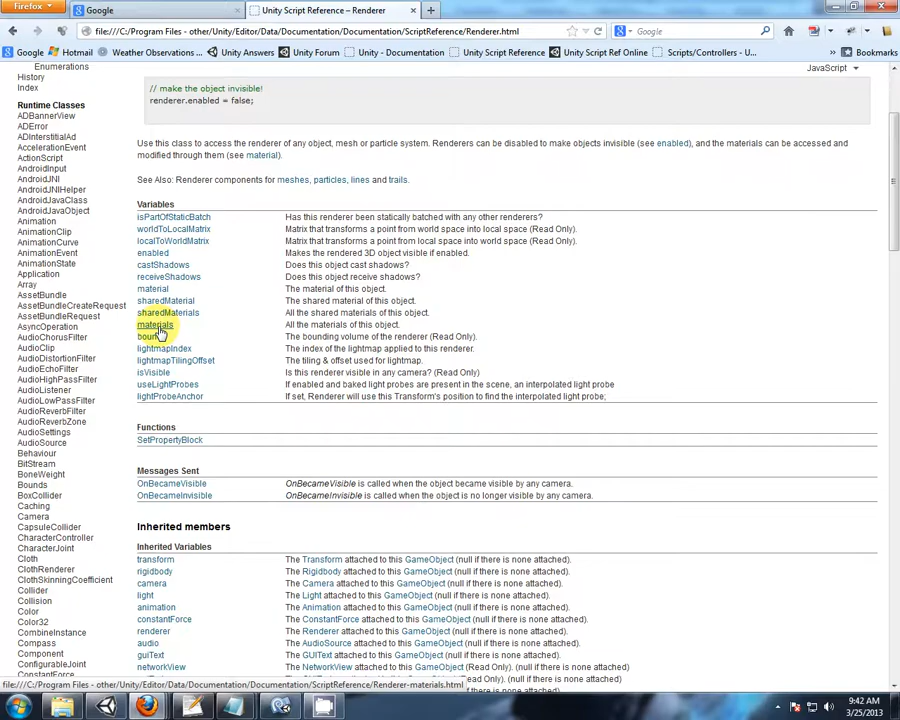 Firefox
Google
Unity Script Reference – Renderer
file:///C:/Program Files - other/Unity/Editor/Data/Documentation/Documentation/ScriptReference/Renderer.html
Google
Google Hotmail Weather Observations ... Unity Answers Unity Forum Unity - Documentation Unity Script Reference Unity Script Ref Online Scripts/Controllers - U... Bookmarks
Enumerations
History
Index
JavaScript
// make the object invisible!
renderer.enabled = false;
Use this class to access the renderer of any object, mesh or particle system. Renderers can be disabled to make objects invisible (see enabled), and the materials can be accessed and
modified through them (see material).
See Also: Renderer components for meshes, particles, lines and trails.
Variables
isPartOfStaticBatch Has this renderer been statically batched with any other renderers?
worldToLocalMatrix Matrix that transforms a point from world space into local space (Read Only).
localToWorldMatrix Matrix that transforms a point from local space into world space (Read Only).
enabled Makes the rendered 3D object visible if enabled.
castShadows Does this object cast shadows?
receiveShadows Does this object receive shadows?
material The material of this object.
sharedMaterial The shared material of this object.
sharedMaterials All the shared materials of this object.
materials All the materials of this object.
The bounding volume of the renderer (Read Only).
lightmapIndex The index of the lightmap applied to this renderer.
lightmapTilingOffset The tiling & offset used for lightmap.
isVisible Is this renderer visible in any camera? (Read Only)
useLightProbes If enabled and baked light probes are present in the scene, an interpolated light probe
lightProbeAnchor If set, Renderer will use this Transform's position to find the interpolated light probe;
Functions
SetPropertyBlock
Messages Sent
OnBecameVisible OnBecameVisible is called when the object became visible by any camera.
OnBecameInvisible OnBecameInvisible is called when the object is no longer visible by any camera.
Inherited members
Inherited Variables
transform The Transform attached to this GameObject (null if there is none attached).
rigidbody The Rigidbody attached to this GameObject (null if there is none attached).
camera The Camera attached to this GameObject (null if there is none attached).
light The Light attached to this GameObject (null if there is none attached).
animation The Animation attached to this GameObject (null if there is none attached).
constantForce The ConstantForce attached to this GameObject (null if there is none attached).
renderer The Renderer attached to this GameObject (null if there is none attached).
audio The AudioSource attached to this GameObject (null if there is none attached).
guiText The GUIText attached to this GameObject (null if there is none attached).
networkView The NetworkView attached to this GameObject (Read Only). (null if there is none attached)
Runtime Classes
ADBannerView
ADError
ADInterstitialAd
AccelerationEvent
ActionScript
AndroidInput
AndroidJNI
AndroidJNIHelper
AndroidJavaClass
AndroidJavaObject
Animation
AnimationClip
AnimationCurve
AnimationEvent
AnimationState
Application
Array
AssetBundle
AssetBundleCreateRequest
AssetBundleRequest
AsyncOperation
AudioChorusFilter
AudioClip
AudioDistortionFilter
AudioEchoFilter
AudioHighPassFilter
AudioListener
AudioLowPassFilter
AudioReverbFilter
AudioReverbZone
AudioSettings
AudioSource
Behaviour
BitStream
BoneWeight
Bounds
BoxCollider
Caching
Camera
CapsuleCollider
CharacterController
CharacterJoint
Cloth
ClothRenderer
ClothSkinningCoefficient
Collider
Collision
Color
Color32
CombineInstance
Compass
Component
ConfigurableJoint
ConstantForce
file:///C:/Program Files - other/Unity/Editor/Data/Documentation/Documentation/ScriptReference/Renderer-materials.html
9:42 AM
3/25/2013